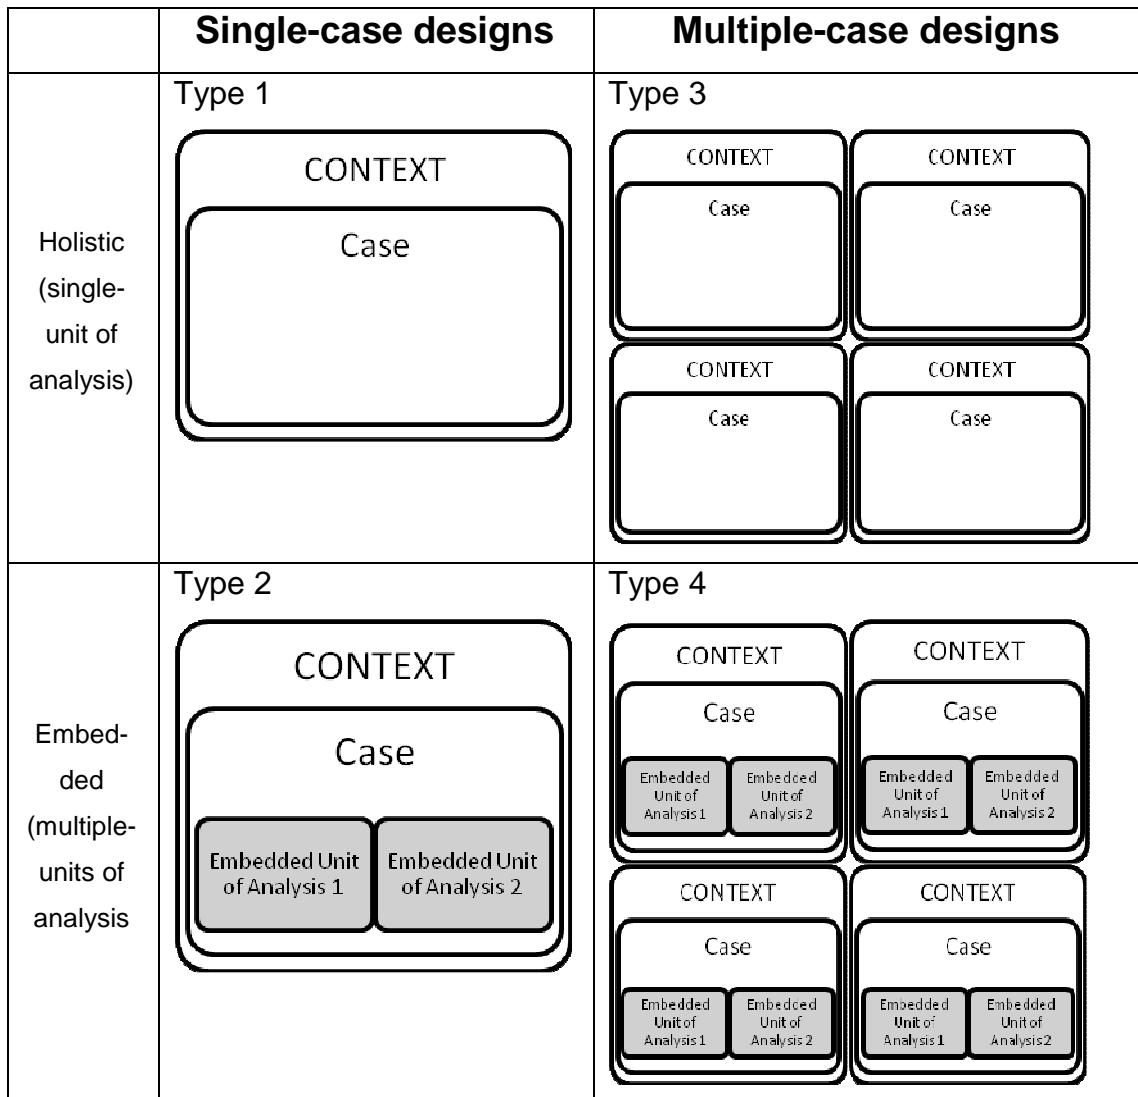 Single-case designs
Multiple-case designs
Holistic
(single-
unit of
analysis)
Type 1
CONTEXT
Case
Type 3
CONTEXT
Case
CONTEXT
Case
CONTEXT
Case
CONTEXT
Case
Embed-
ded
(multiple-
units of
analysis
Type 2
CONTEXT
Case
Embedded Unit
of Analysis 1
Embedded Unit
of Analysis 2
Type 4
CONTEXT
Case
Embedded
Unit of
Analysis 1
Embedded
Unit of
Analysis 2
CONTEXT
Case
Embedded
Unit of
Analysis 1
Embedded
Unit of
Analysis 2
CONTEXT
Case
Embedded
Unit of
Analysis 1
Embedded
Unit of
Analysis 2
CONTEXT
Case
Embedded
Unit of
Analysis 1
Embedded
Unit of
Analysis 2